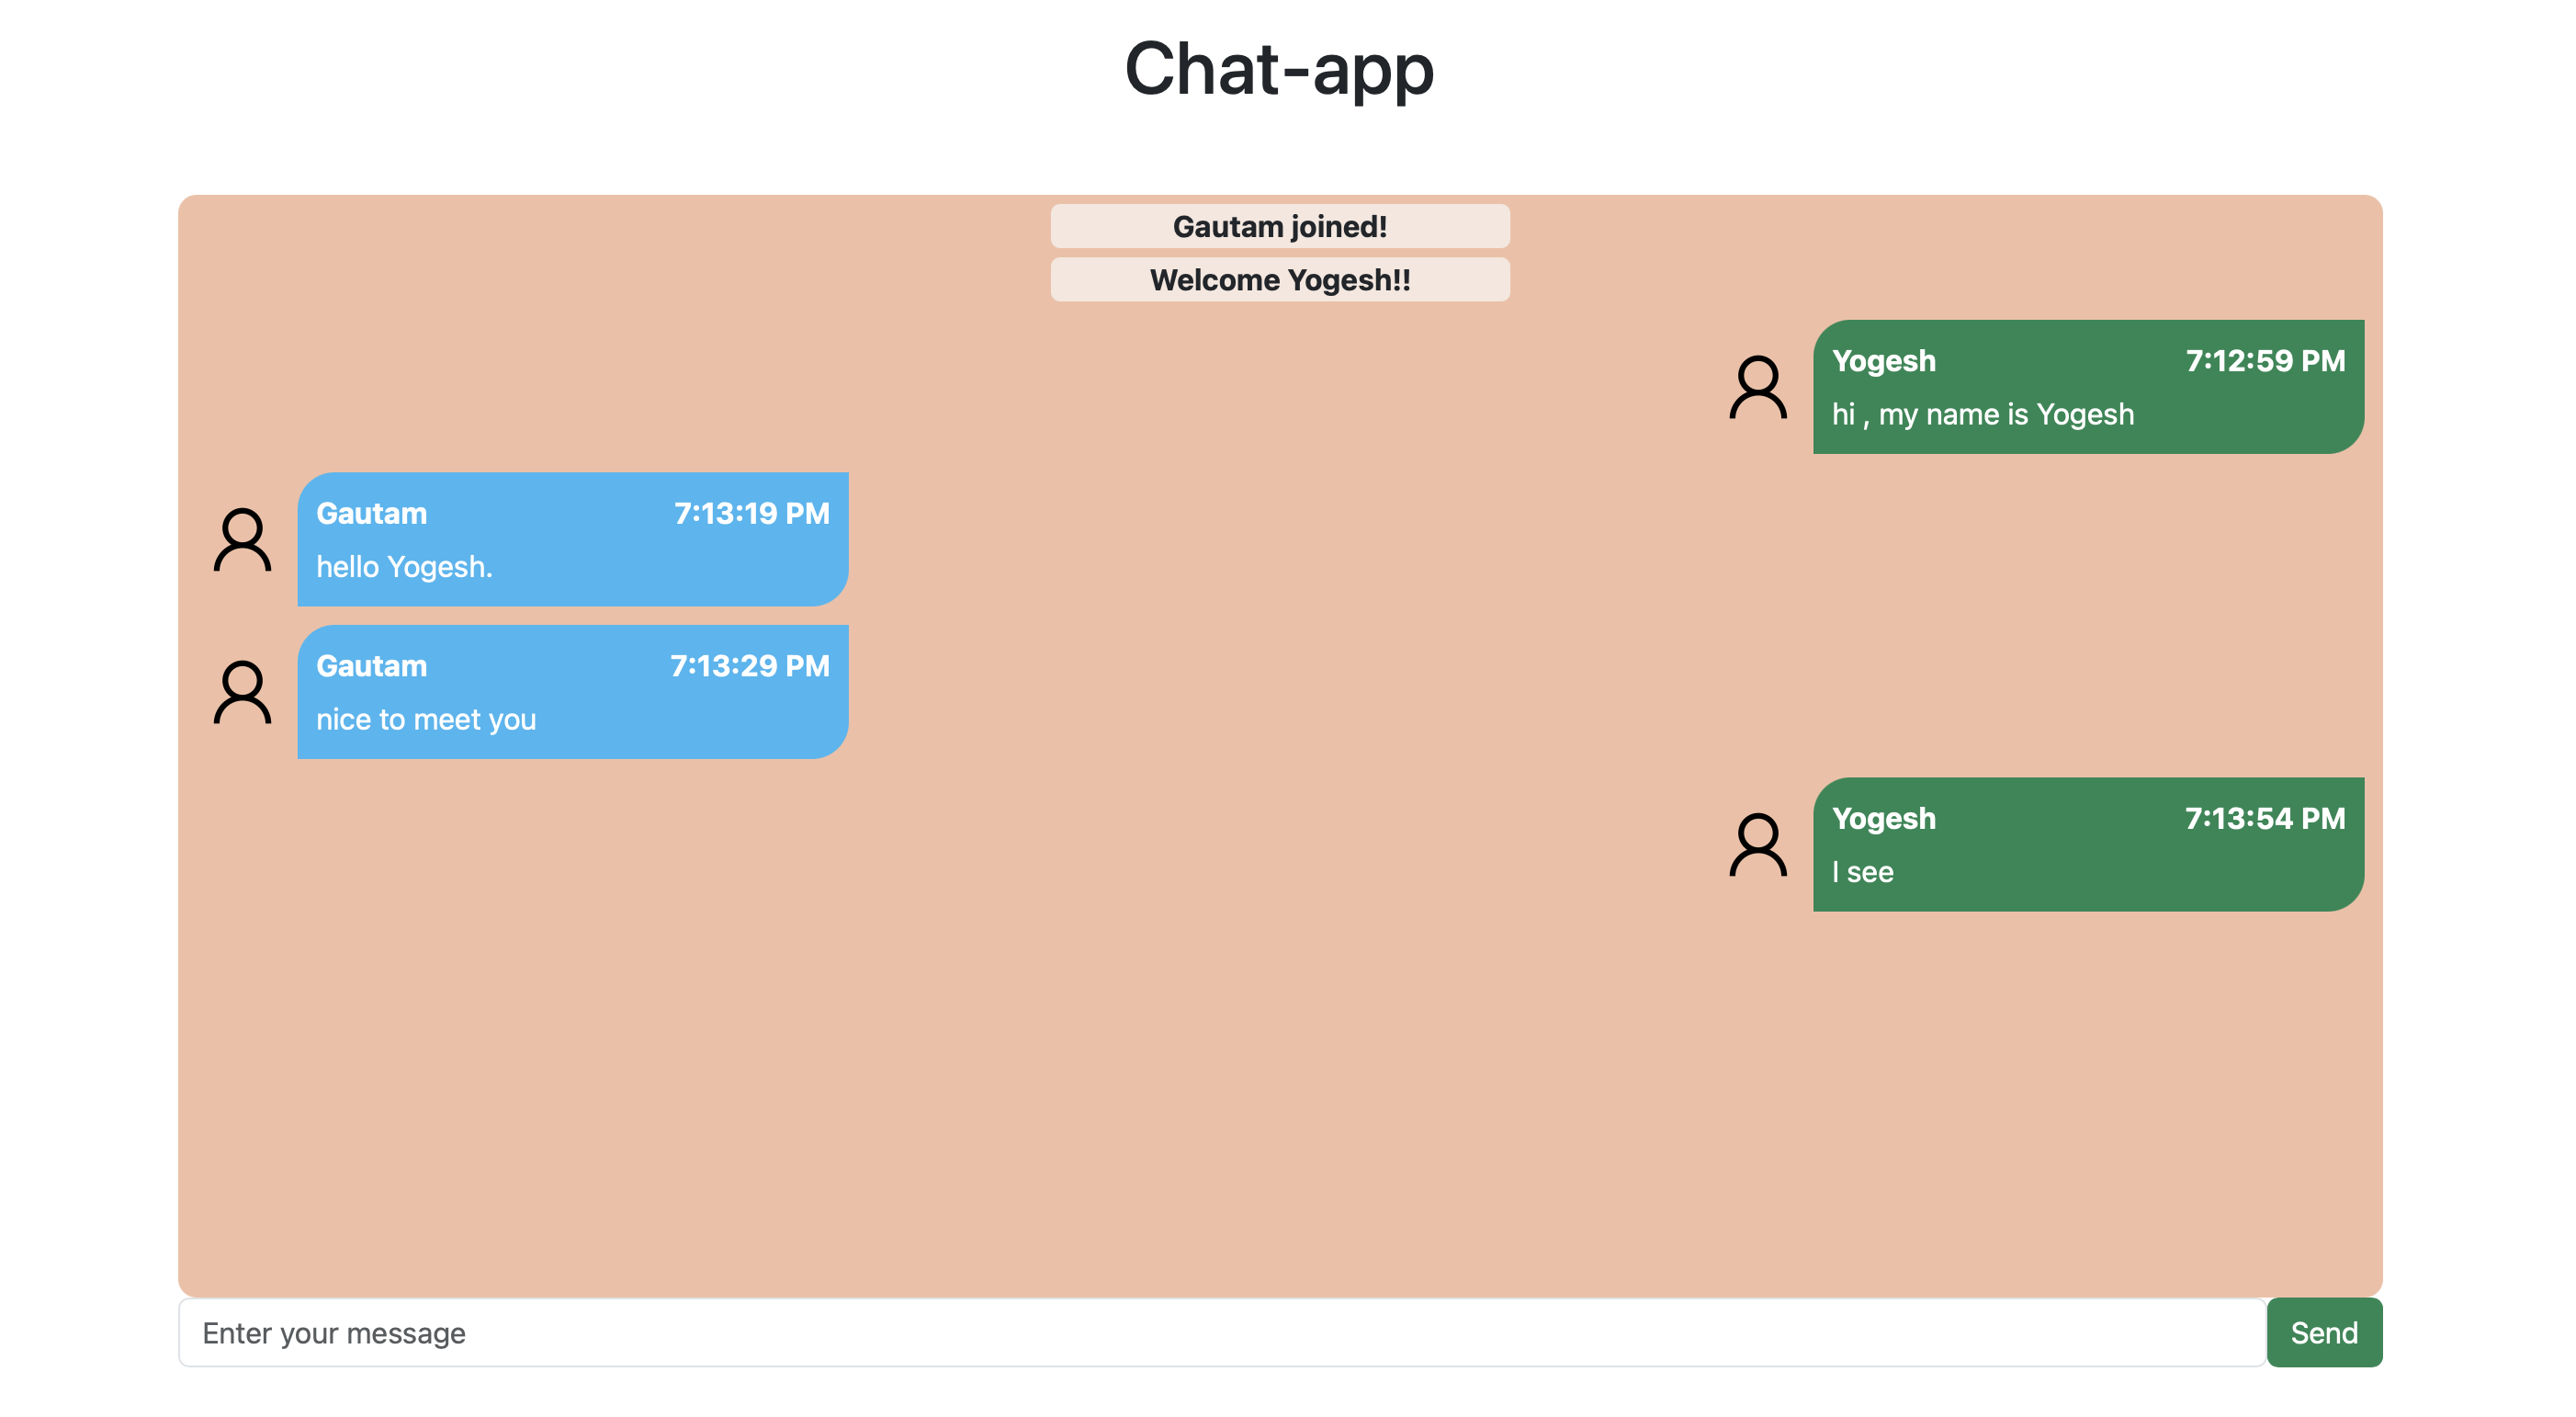 Chat-app
Gautam joined!
Welcome Yogesh!!
Yogesh 7:12:59 PM
hi , my name is Yogesh
Gautam 7:13:19 PM
hello Yogesh.
Gautam 7:13:29 PM
nice to meet you
Yogesh 7:13:54 PM
I see
Enter your message Send